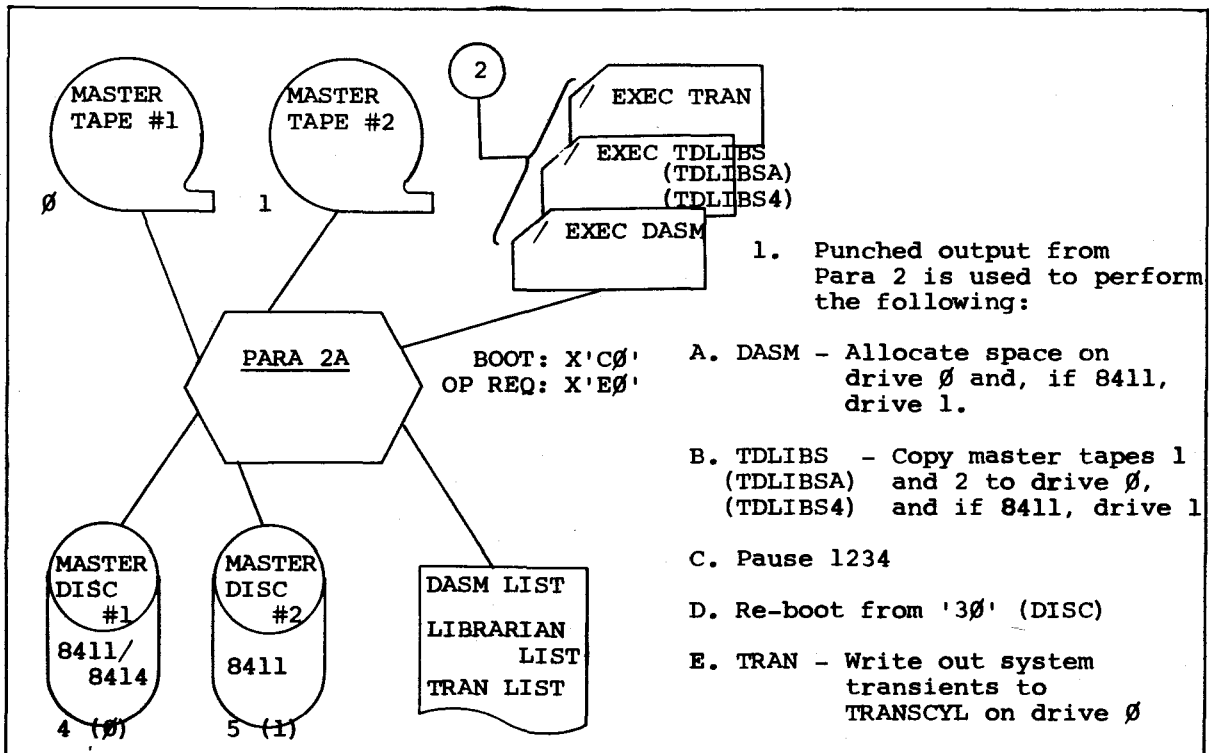 MASTER
TAPE #1
Ø
MASTER
TAPE #2
1
2
/ EXEC TRAN
/ EXEC TDLIBS
(TDLIBSA)
(TDLIBS4)
/ EXEC DASM
PARA 2A
BOOT: X'CØ'
OP REQ: X'EØ'
MASTER
DISC
#1
8411/
8414
4 (Ø)
MASTER
DISC
#2
8411
5 (1)
DASM LIST
LIBRARIAN
LIST
TRAN LIST
1. Punched output from
Para 2 is used to perform
the following:
A. DASM - Allocate space on
drive Ø and, if 8411,
drive 1.
B. TDLIBS - Copy master tapes 1
(TDLIBSA) and 2 to drive Ø,
(TDLIBS4) and if 8411, drive 1
C. Pause 1234
D. Re-boot from '3Ø' (DISC)
E. TRAN - Write out system
transients to
TRANSCYL on drive Ø